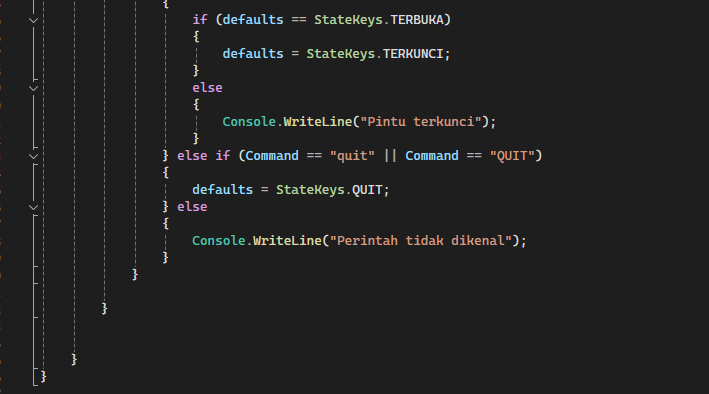 {
if (defaults == StateKeys.TERBUKA)
{
defaults = StateKeys.TERKUNCI;
}
else
{
Console.WriteLine("Pintu terkunci");
}
} else if (Command == "quit" || Command == "QUIT")
{
defaults = StateKeys.QUIT;
} else
{
Console.WriteLine("Perintah tidak dikenal");
}
}
}
}
}